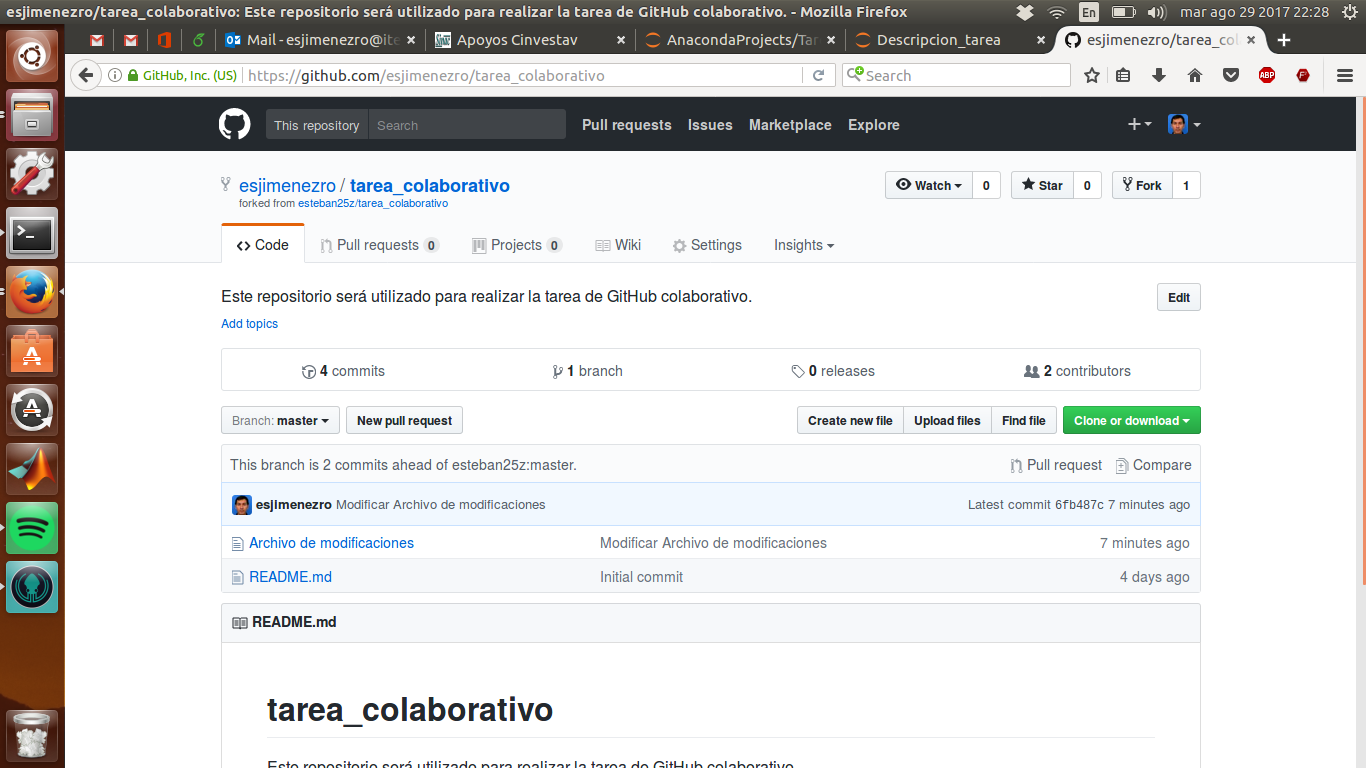 esjimenezro/tarea_colaborativo: Este repositorio será utilizado para realizar la tarea de GitHub colaborativo. - Mozilla Firefox
En
mar ago 29 2017 22:28
Mail - esjimenezro@ite
Apoyos Cinvestav
AnacondaProjects/Tar
Descripcion_tarea
esjimenezro/tarea_col
GitHub, Inc. (US)
https://github.com/esjimenezro/tarea_colaborativo
Search
ABP
This repository
Search
Pull requests
Issues
Marketplace
Explore
esjimenezro / tarea_colaborativo
Watch
0
Star
0
Fork
1
forked from esteban25z/tarea_colaborativo
Code
Pull requests 0
Projects 0
Wiki
Settings
Insights
Este repositorio será utilizado para realizar la tarea de GitHub colaborativo.
Edit
Add topics
4 commits
1 branch
0 releases
2 contributors
Branch: master
New pull request
Create new file
Upload files
Find file
Clone or download
This branch is 2 commits ahead of esteban25z:master.
Pull request
Compare
esjimenezro Modificar Archivo de modificaciones
Latest commit 6fb487c 7 minutes ago
Archivo de modificaciones
Modificar Archivo de modificaciones
7 minutes ago
README.md
Initial commit
4 days ago
README.md
tarea_colaborativo
Este repositorio será utilizado para realizar la tarea de GitHub colaborativo.